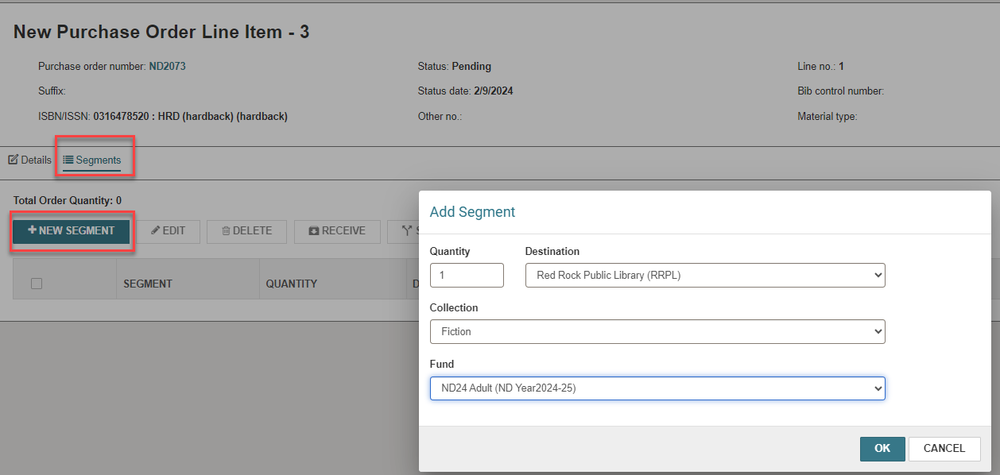 New Purchase Order Line Item - 3
Purchase order number: ND2073 Status: Pending Line no.: 1
Suffix: Status date: 2/9/2024 Bib control number:
ISBN/ISSN: 0316478520 : HRD (hardback) (hardback) Other no.: Material type:
Details Segments
Total Order Quantity: 0
NEW SEGMENT EDIT DELETE RECEIVE
SEGMENT QUANTITY
Add Segment
Quantity Destination
1 Red Rock Public Library (RRPL)
Collection
Fiction
Fund
ND24 Adult (ND Year2024-25)
OK CANCEL